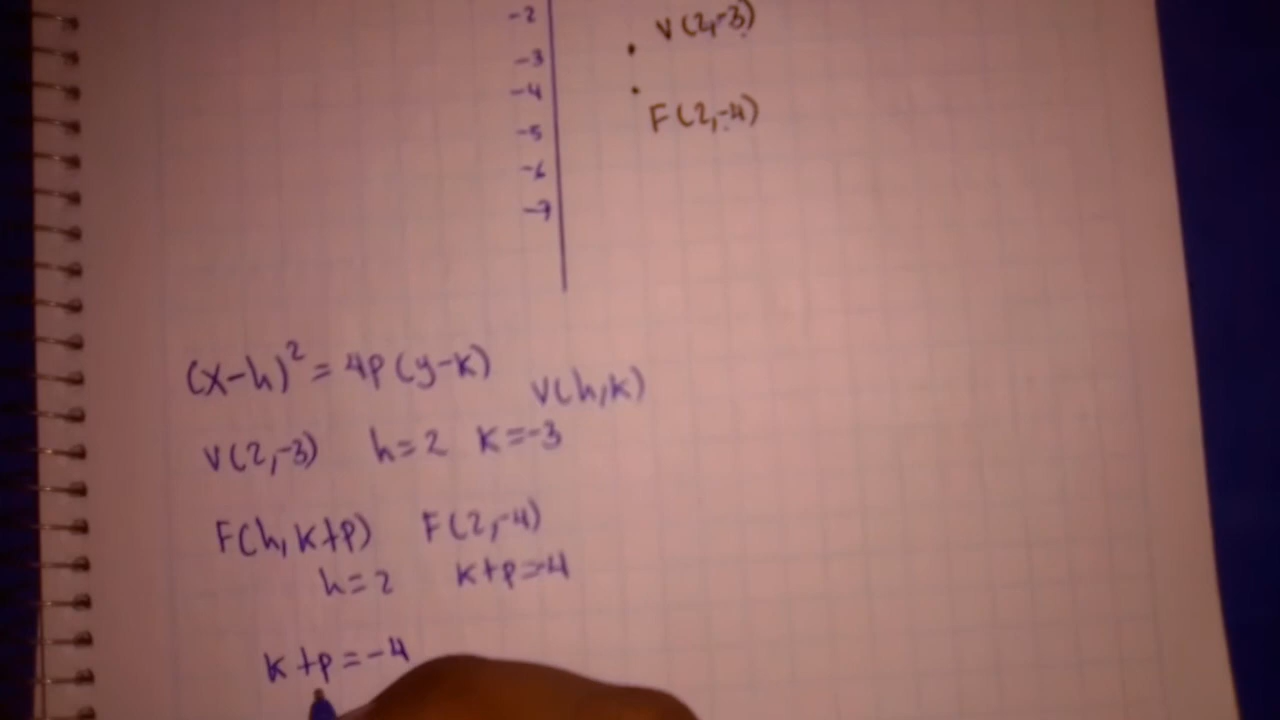 -2
V(2,-3)
-3
-4
F(2,-4)
-5
-6
-7
(x-h)² = 4p(y-k) V(h,k)
V(2,-3) h=2 k=-3
F(h,k+p) F(2,-4)
h=2 k+p=-4
k+p=-4